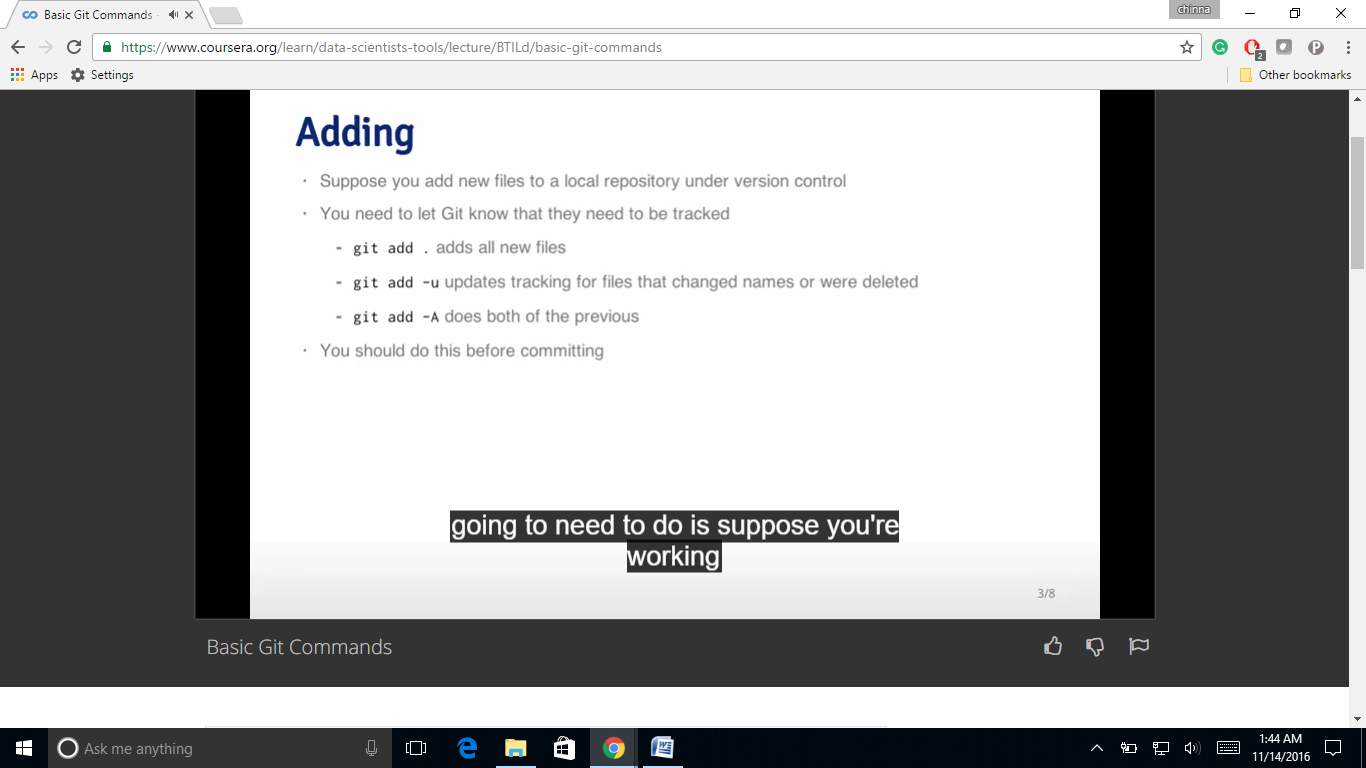 Basic Git Commands -
chinna
https://www.coursera.org/learn/data-scientists-tools/lecture/BTILd/basic-git-commands
2
P
Apps
Settings
Other bookmarks
Adding
· Suppose you add new files to a local repository under version control
· You need to let Git know that they need to be tracked
- git add . adds all new files
- git add -u updates tracking for files that changed names or were deleted
- git add -A does both of the previous
· You should do this before committing
going to need to do is suppose you're
working
3/8
Basic Git Commands
Ask me anything
1:44 AM
11/14/2016